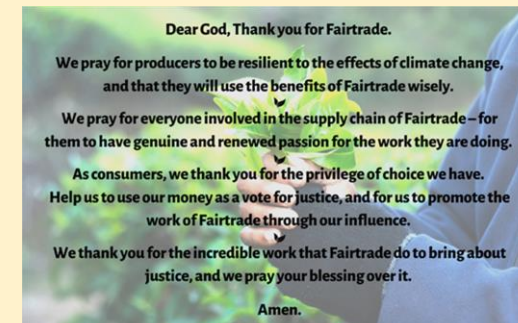 Dear God, Thank you for Fairtrade.
We pray for producers to be resilient to the effects of climate change,
and that they will use the benefits of Fairtrade wisely.
We pray for everyone involved in the supply chain of Fairtrade – for
them to have genuine and renewed passion for the work they are doing.
As consumers, we thank you for the privilege of choice we have.
Help us to use our money as a vote for justice, and for us to promote the
work of Fairtrade through our influence.
We thank you for the incredible work that Fairtrade do to bring about
justice, and we pray your blessing over it.
Amen.